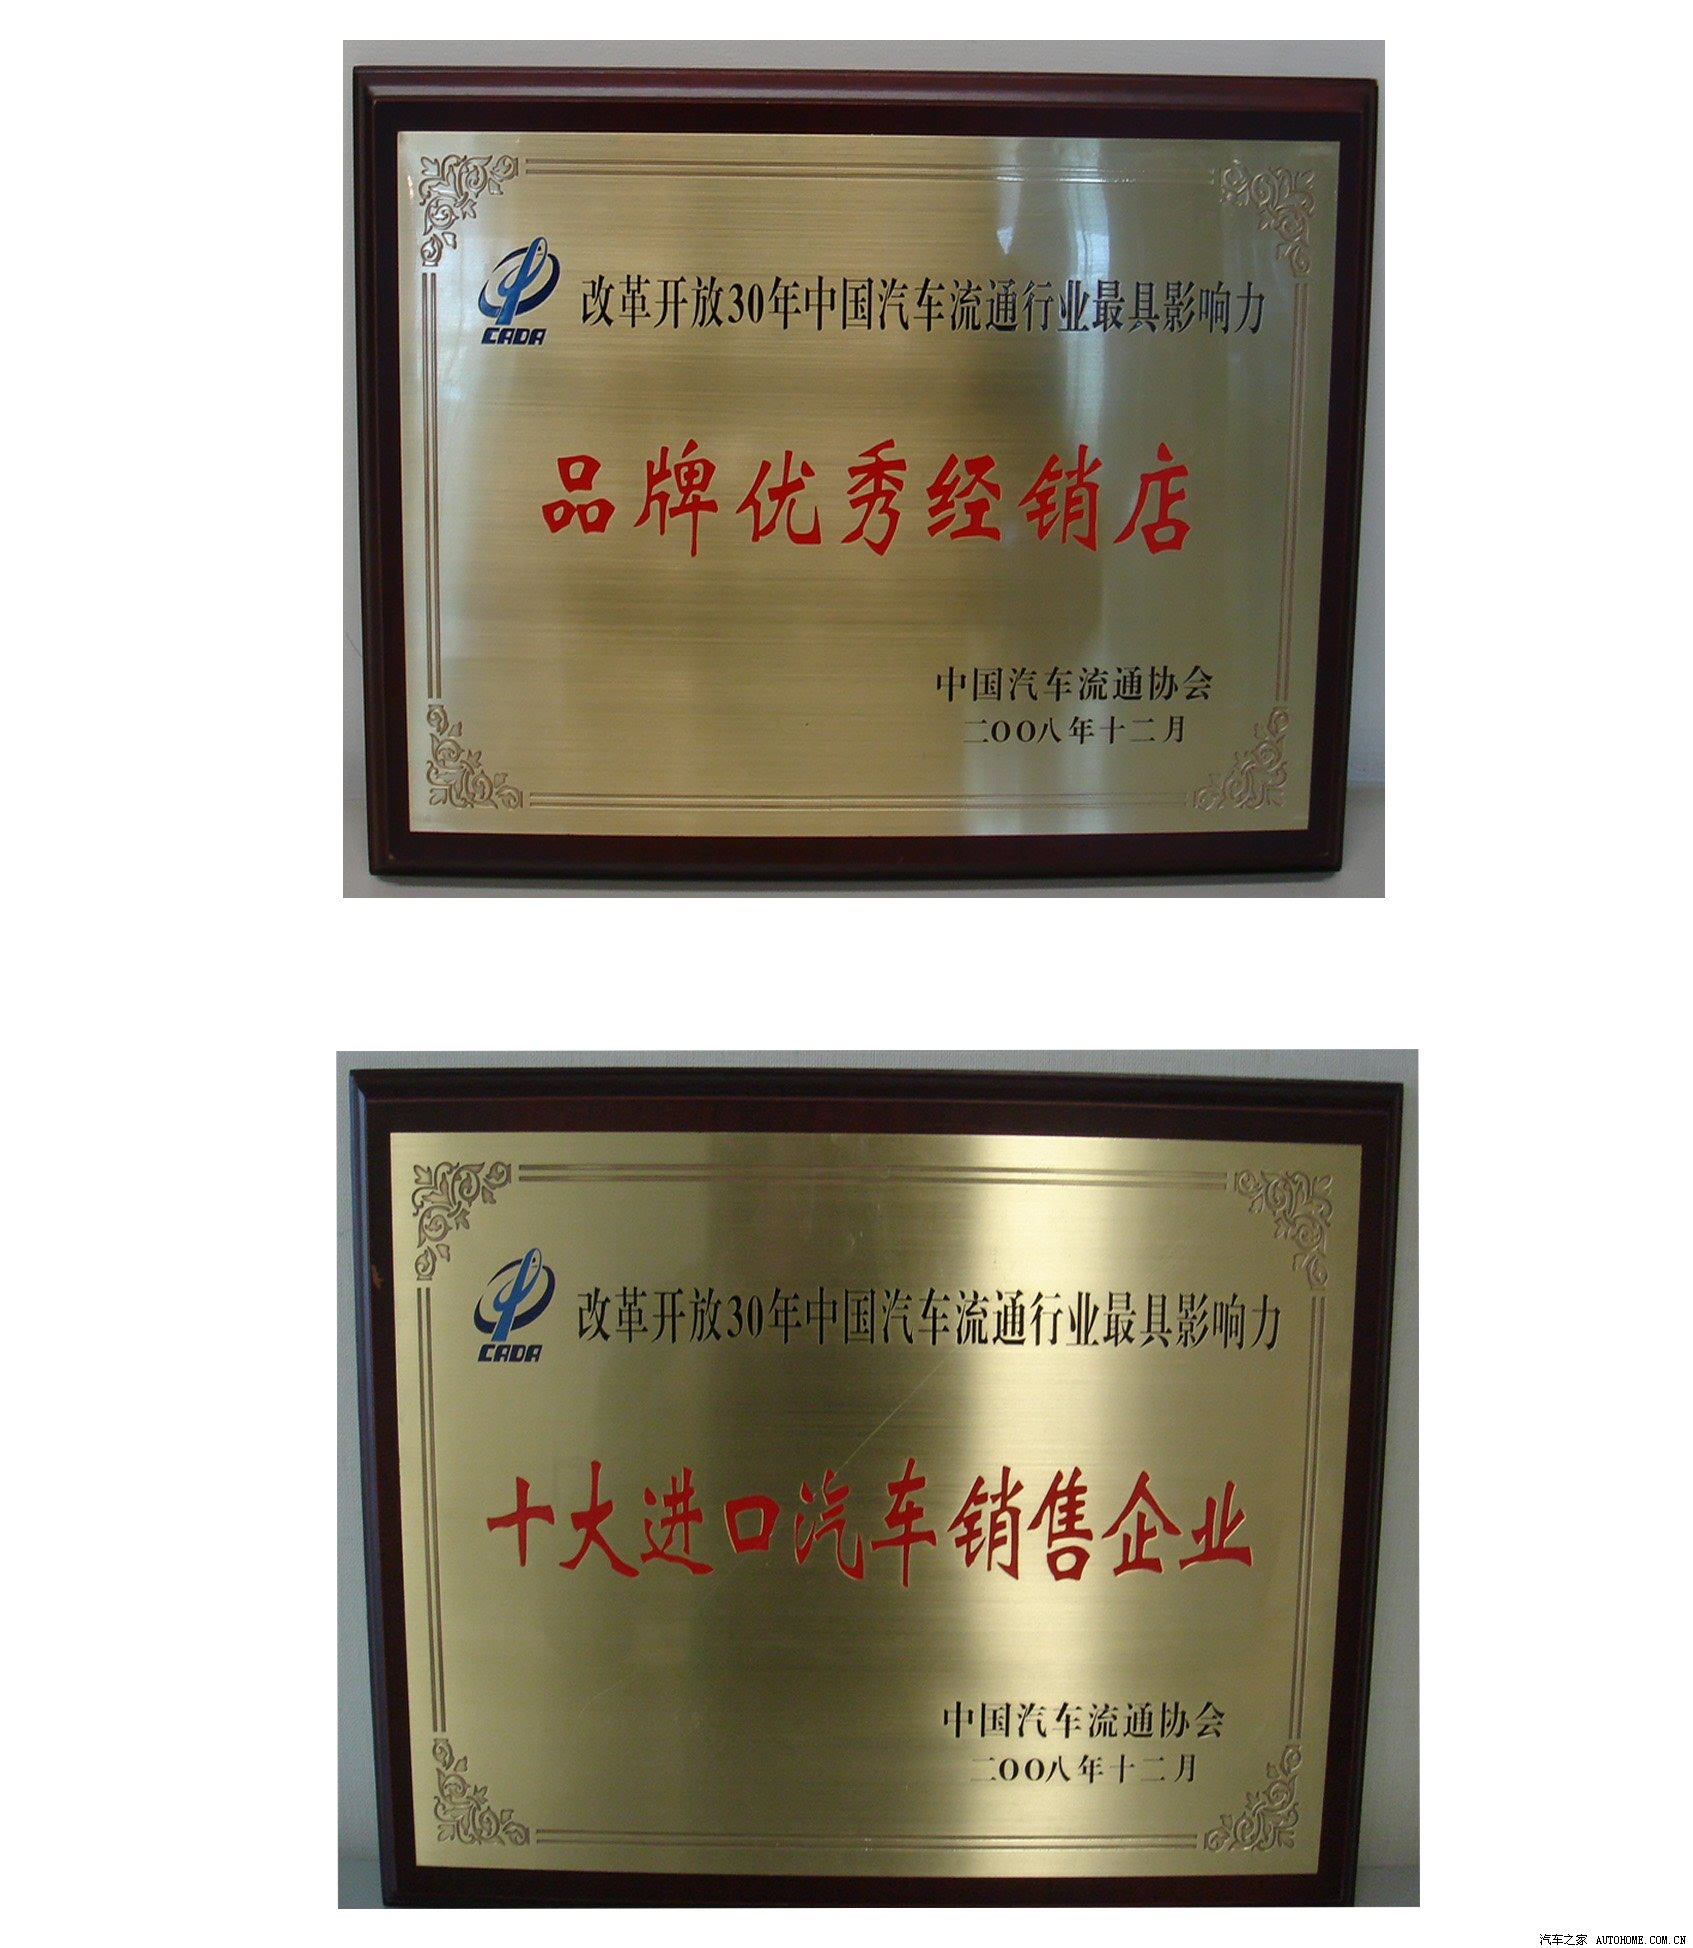 改革开放30年中国汽车流通行业最具影响力
CADA
品牌优秀经销店
中国汽车流通协会
二OO八年十二月
改革开放30年中国汽车流通行业最具影响力
CADA
十大进口汽车销售企业
中国汽车流通协会
二OO八年十二月
汽车之家 AUTOHOME.COM.CN